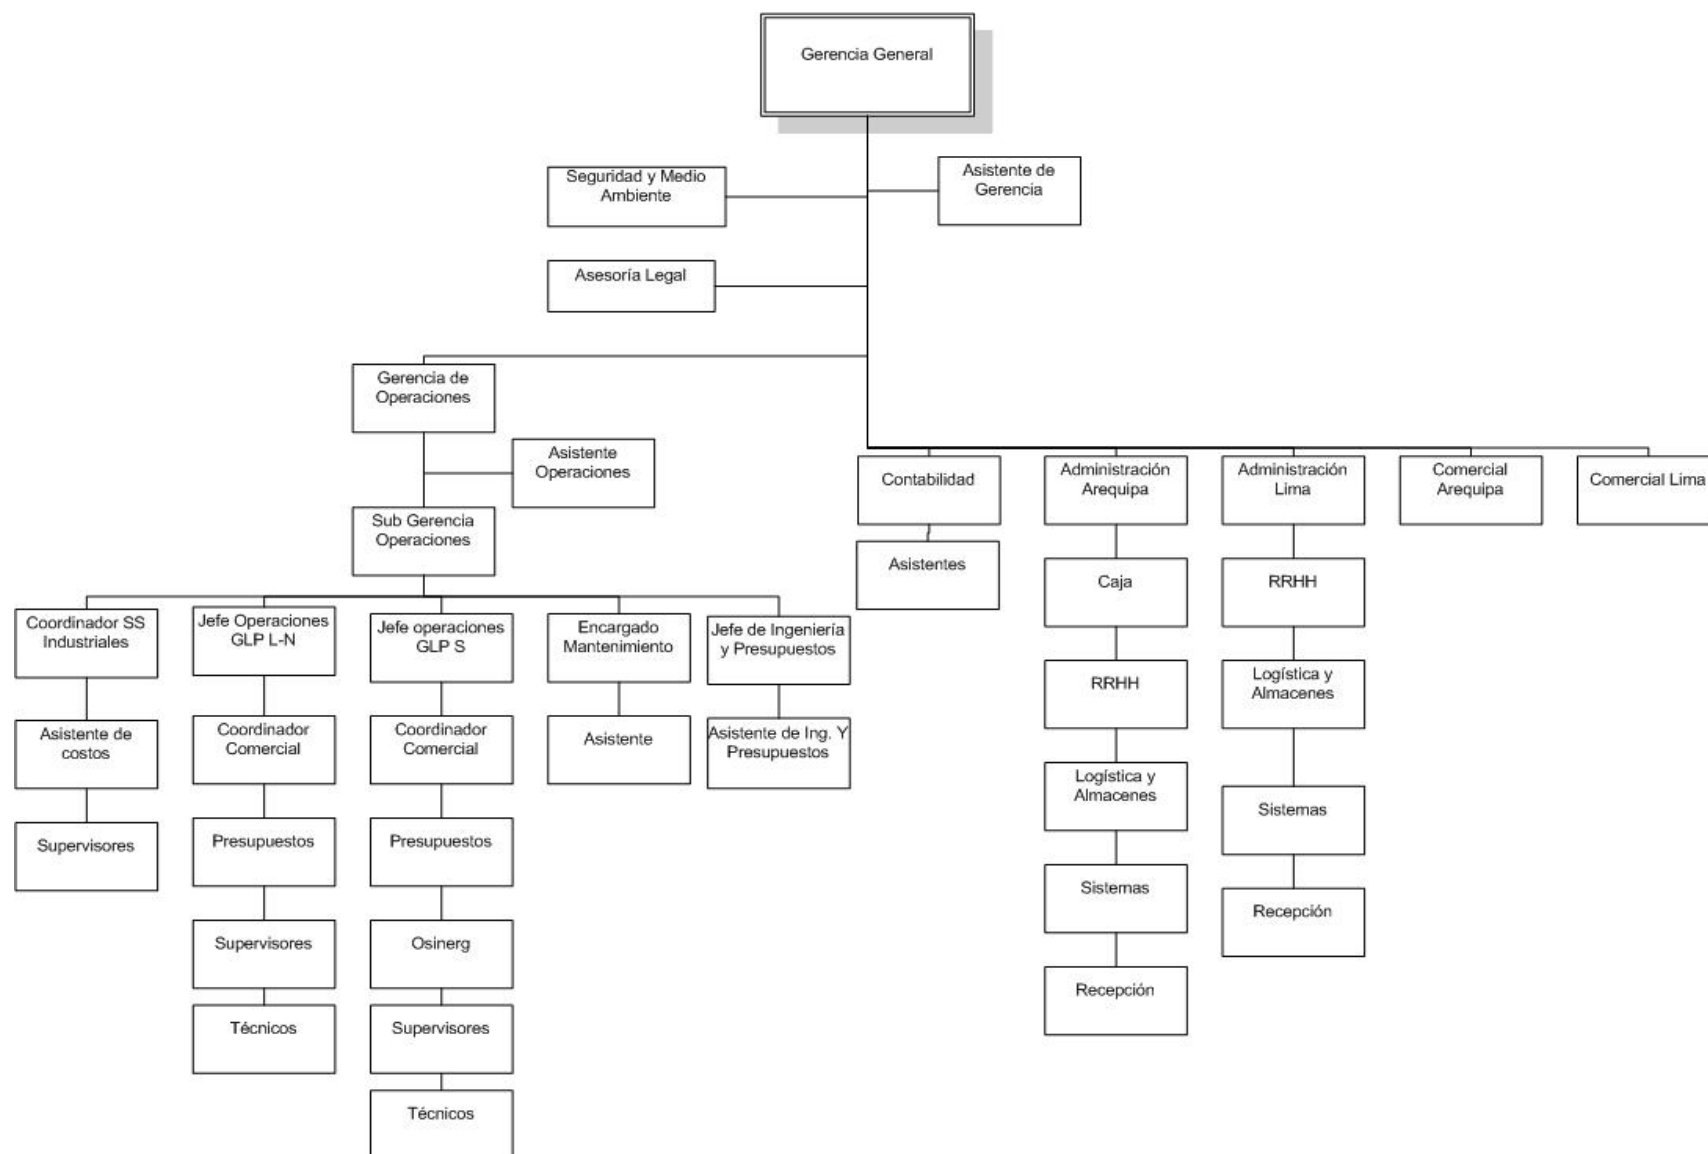 Gerencia General
Seguridad y Medio
Ambiente
Asistente de
Gerencia
Asesoría Legal
Gerencia de
Operaciones
Asistente
Operaciones
Sub Gerencia
Operaciones
Contabilidad
Asistentes
Administración
Arequipa
Caja
RRHH
Logística y
Almacenes
Sistemas
Recepción
Administración
Lima
RRHH
Logística y
Almacenes
Sistemas
Recepción
Comercial
Arequipa
Comercial Lima
Coordinador SS
Industriales
Asistente de
costos
Supervisores
Jefe Operaciones
GLP L-N
Coordinador
Comercial
Presupuestos
Supervisores
Técnicos
Jefe operaciones
GLP S
Coordinador
Comercial
Presupuestos
Osinerg
Supervisores
Técnicos
Encargado
Mantenimiento
Asistente
Jefe de Ingeniería
y Presupuestos
Asistente de Ing. Y
Presupuestos